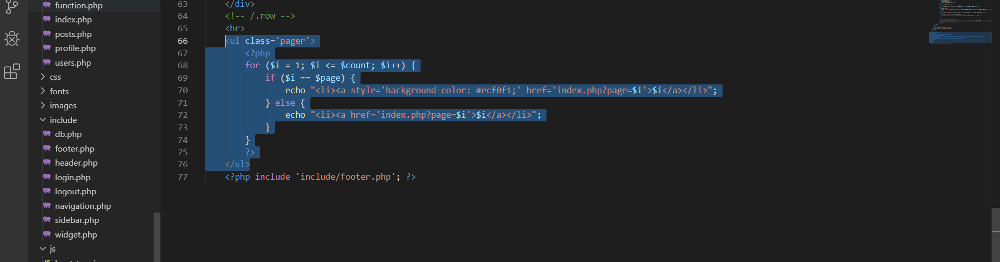 function.php
index.php
posts.php
profile.php
users.php
css
fonts
images
include
db.php
footer.php
header.php
login.php
logout.php
navigation.php
sidebar.php
widget.php
js
63 </div>
64 <!-- /.row -->
65 <hr>
66 <ul class='pager'>
67 <?php
68 for ($i = 1; $i <= $count; $i++) {
69 if ($i == $page) {
70 echo "<li><a style='background-color: #ecf0f1;' href='index.php?page=$i'>$i</a></li>";
71 } else {
72 echo "<li><a href='index.php?page=$i'>$i</a></li>";
73 }
74 }
75 ?>
76 </ul>
77 <?php include 'include/footer.php'; ?>